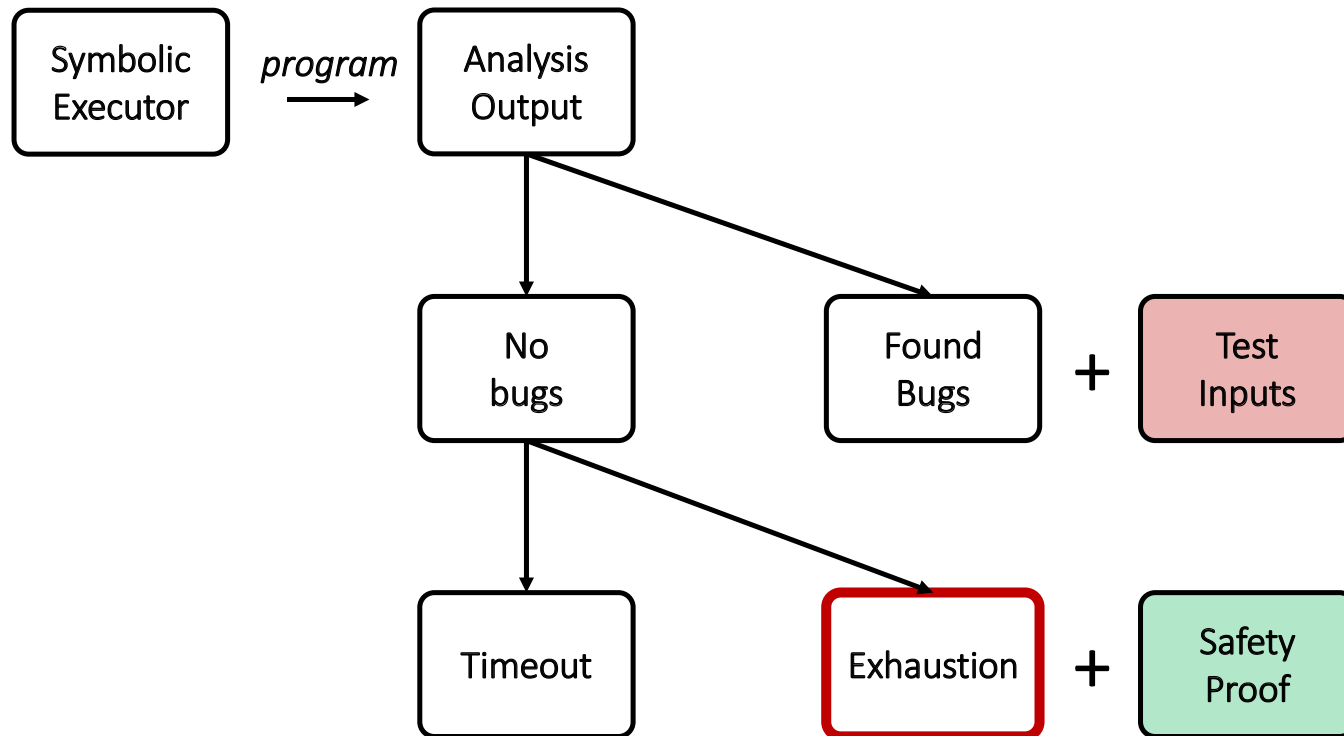 Symbolic
Executor
program
Analysis
Output
No
bugs
Found
Bugs
+
Test
Inputs
Timeout
Exhaustion
+
Safety
Proof